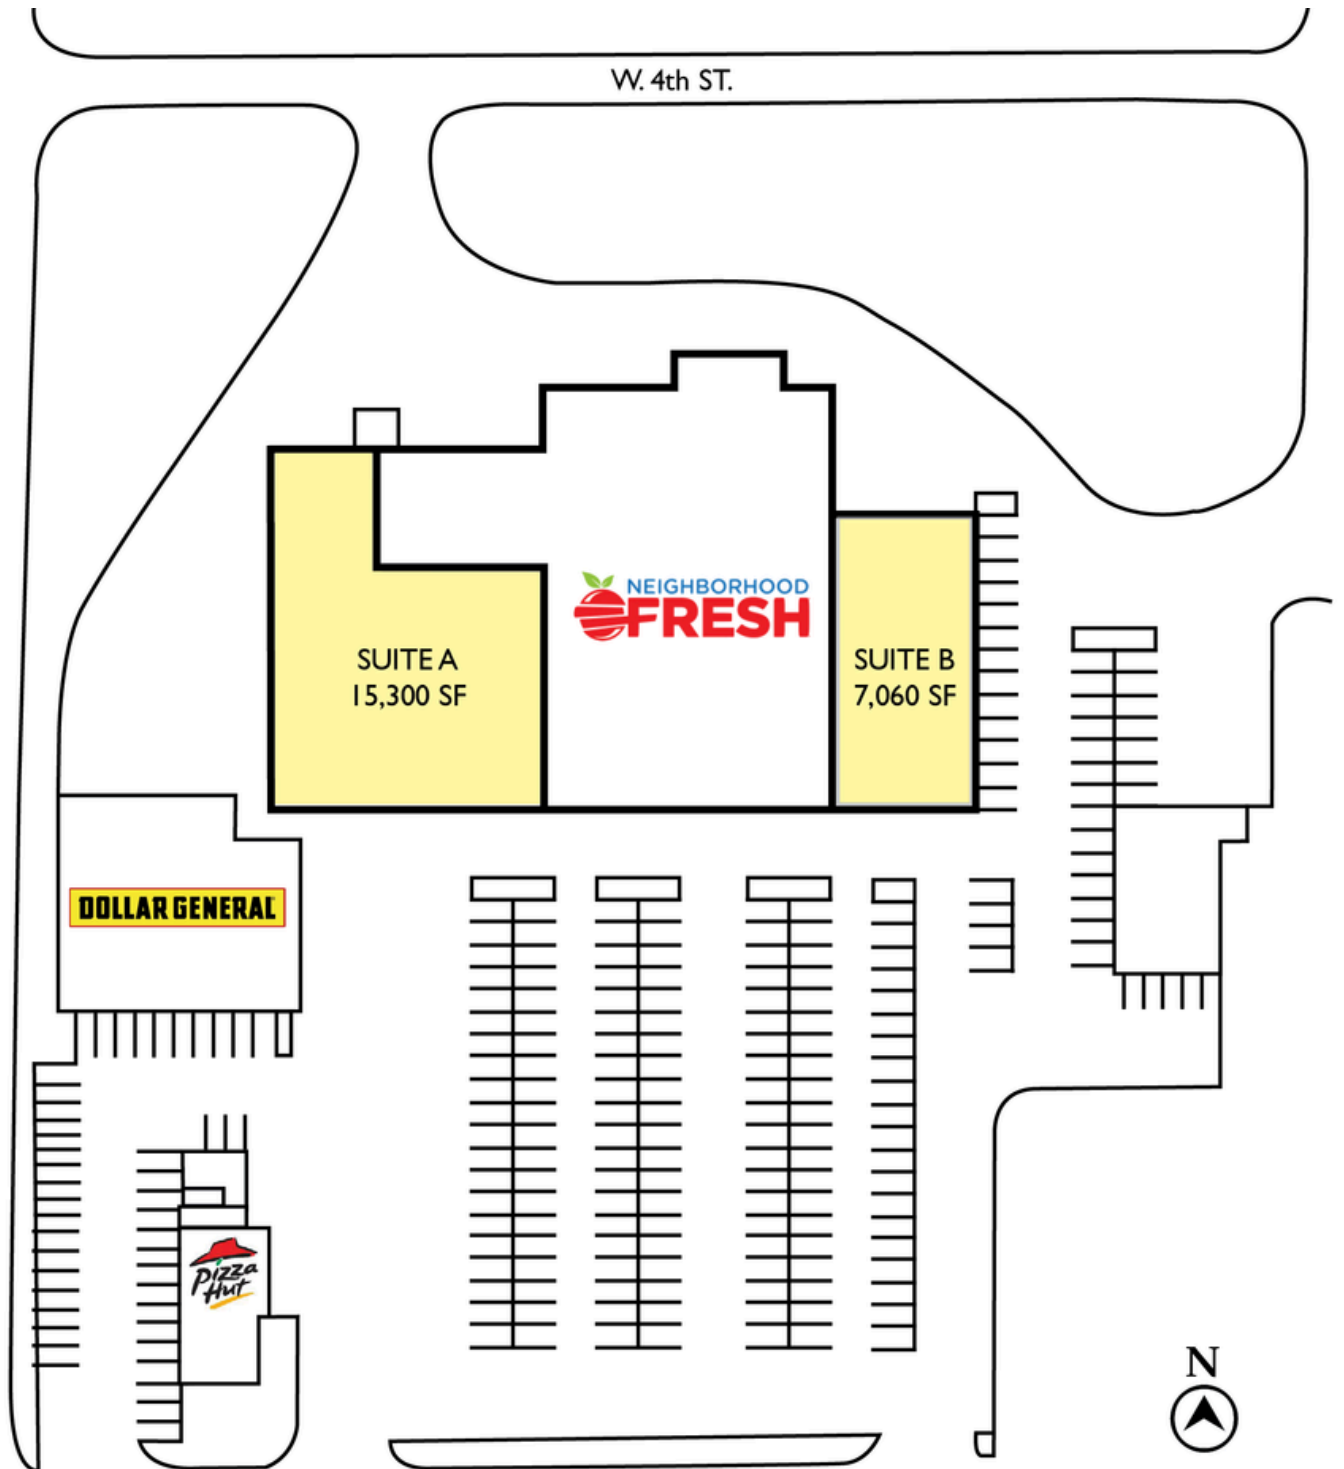 W. 4th ST.
NEIGHBORHOOD
FRESH
SUITE A
15,300 SF
SUITE B
7,060 SF
DOLLAR GENERAL
Pizza
Hut
N